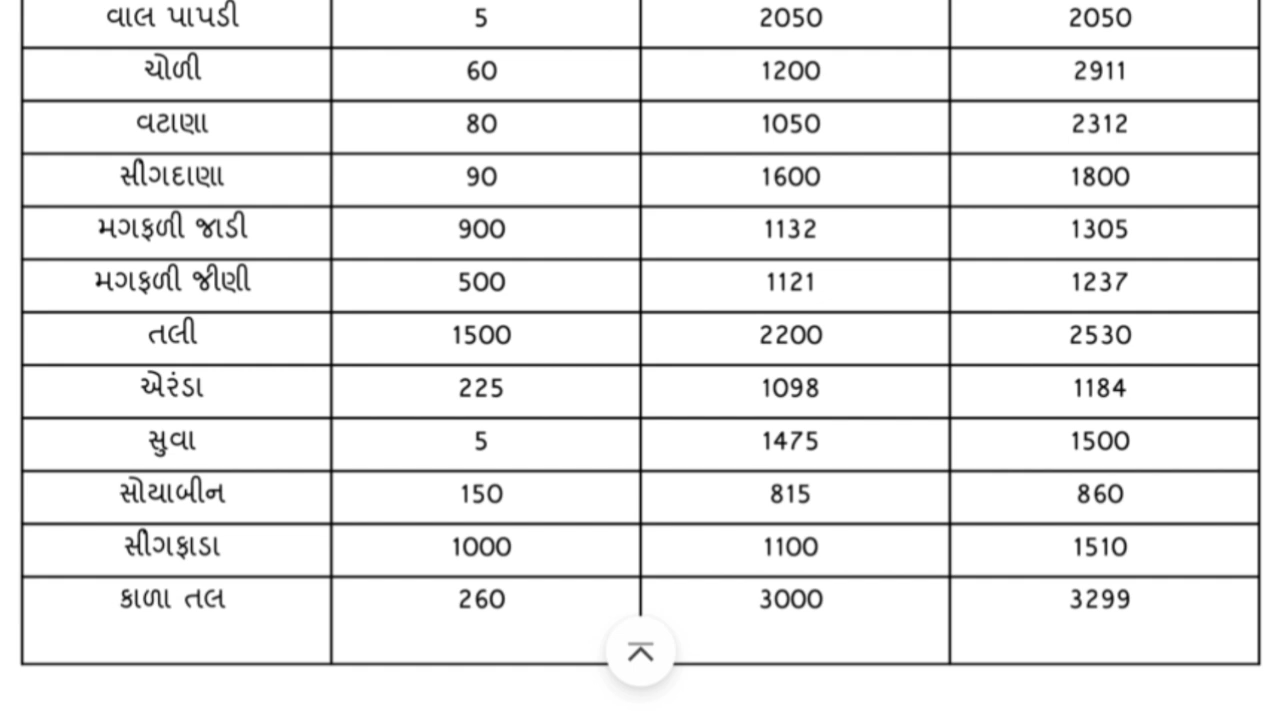 વાલ પાપડી 5 2050 2050
ચોળી 60 1200 2911
વટાણા 80 1050 2312
સીંગદાણા 90 1600 1800
મગફળી જાડી 900 1132 1305
મગફળી જીણી 500 1121 1237
તલી 1500 2200 2530
એરંડા 225 1098 1184
સુવા 5 1475 1500
સોયાબીન 150 815 860
સીંગફાડા 1000 1100 1510
કાળા તલ 260 3000 3299